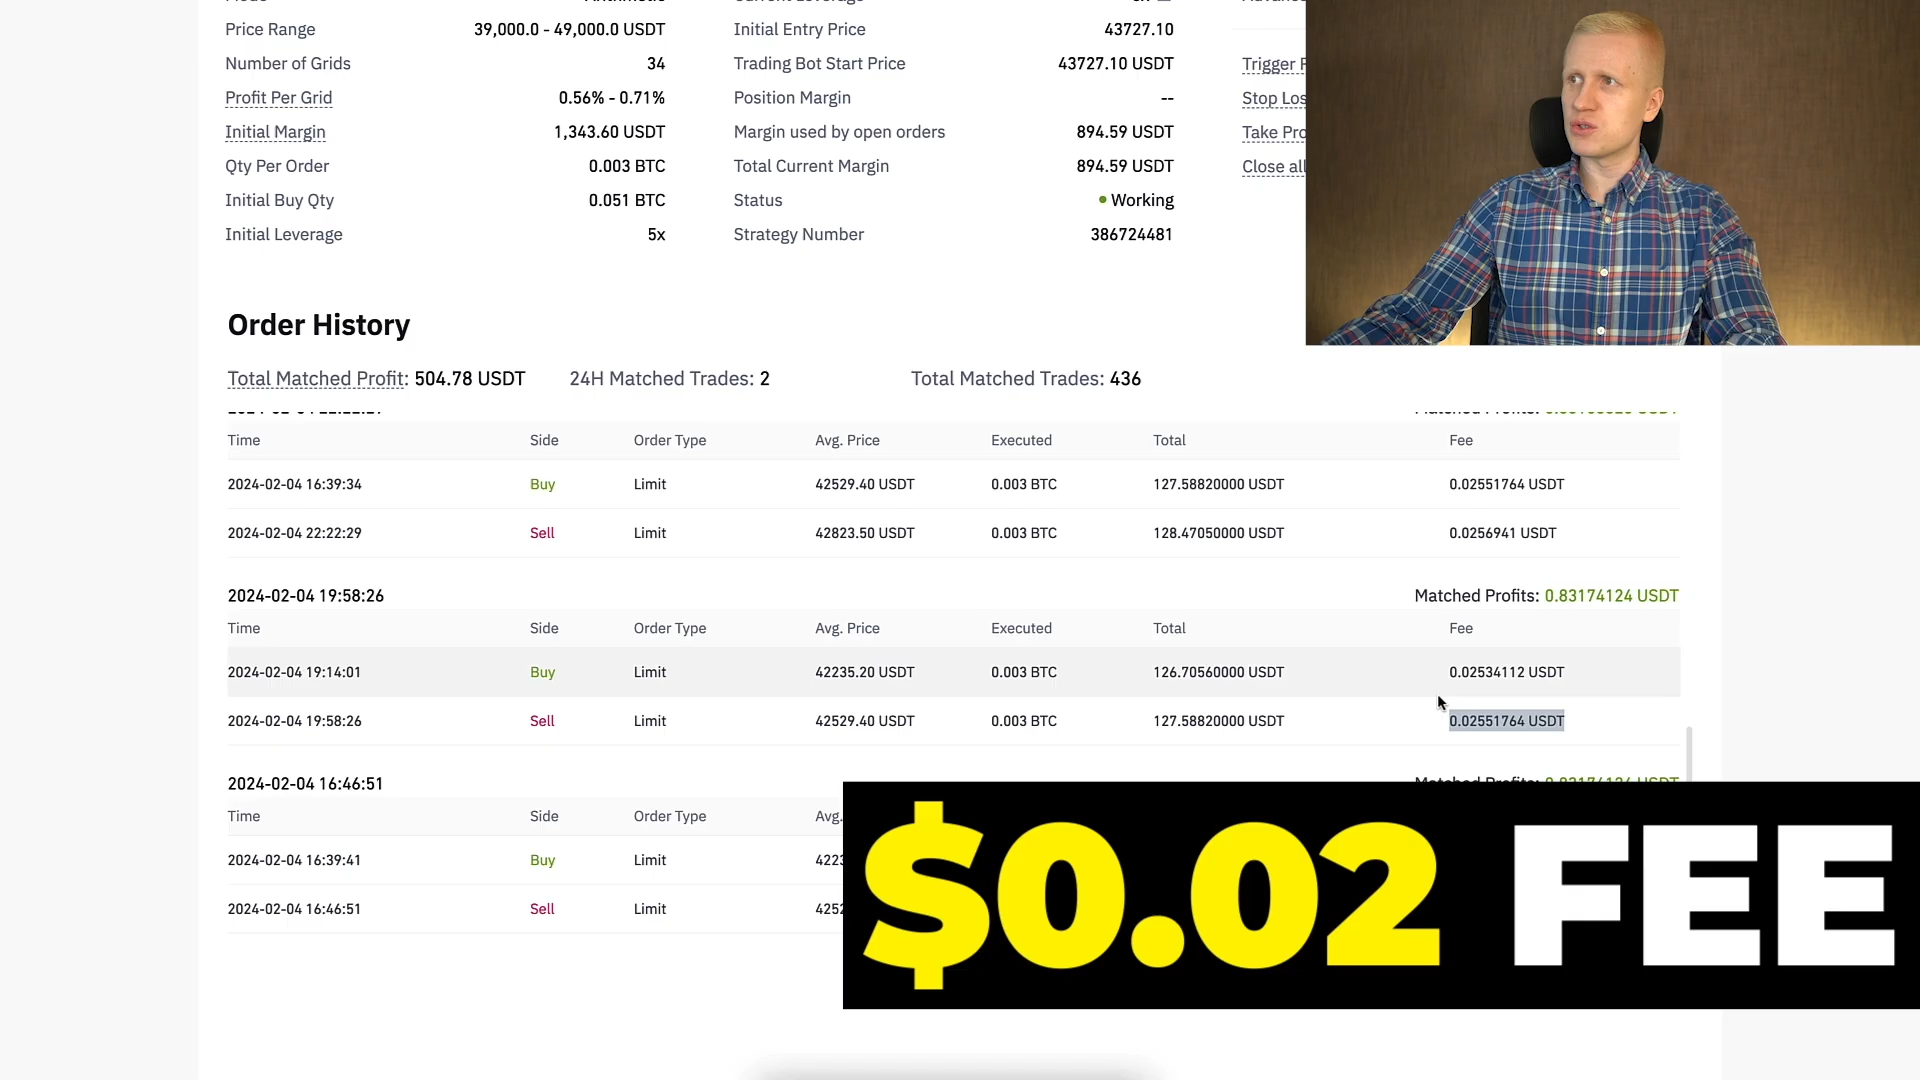 Price Range 39,000.0 - 49,000.0 USDT Initial Entry Price 43727.10
Number of Grids 34 Trading Bot Start Price 43727.10 USDT Trigger
Profit Per Grid 0.56% - 0.71% Position Margin -- Stop Los
Initial Margin 1,343.60 USDT Margin used by open orders 894.59 USDT Take Pro
Qty Per Order 0.003 BTC Total Current Margin 894.59 USDT Close all
Initial Buy Qty 0.051 BTC Status Working
Initial Leverage 5x Strategy Number 386724481
Order History
Total Matched Profit: 504.78 USDT 24H Matched Trades: 2 Total Matched Trades: 436
Time Side Order Type Avg. Price Executed Total Fee
2024-02-04 16:39:34 Buy Limit 42529.40 USDT 0.003 BTC 127.58820000 USDT 0.02551764 USDT
2024-02-04 22:22:29 Sell Limit 42823.50 USDT 0.003 BTC 128.47050000 USDT 0.0256941 USDT
2024-02-04 19:58:26 Matched Profits: 0.83174124 USDT
Time Side Order Type Avg. Price Executed Total Fee
2024-02-04 19:14:01 Buy Limit 42235.20 USDT 0.003 BTC 126.70560000 USDT 0.02534112 USDT
2024-02-04 19:58:26 Sell Limit 42529.40 USDT 0.003 BTC 127.58820000 USDT 0.02551764 USDT
2024-02-04 16:46:51
Time Side Order Type Avg.
2024-02-04 16:39:41 Buy Limit 422
2024-02-04 16:46:51 Sell Limit 425
$0.02 FEE